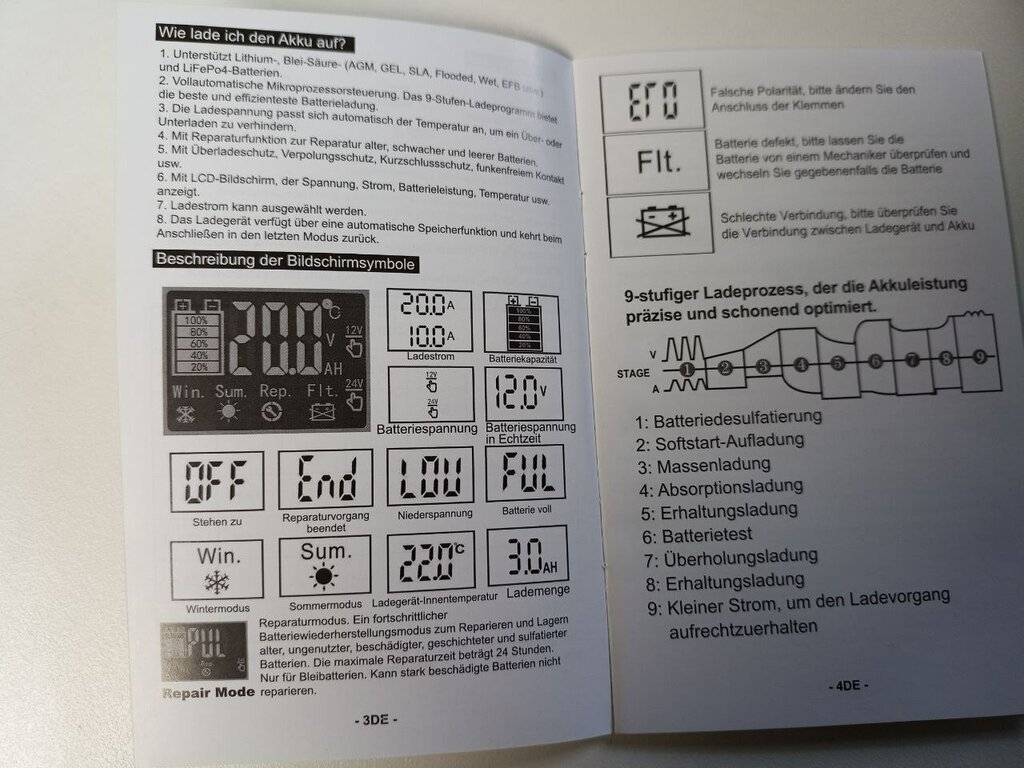 Wie lade ich den Akku auf?
1. Unterstützt Lithium-, Blei-Säure- (AGM, GEL, SLA, Flooded, Wet, EFB
und LiFePo4-Batterien.
2. Vollautomatische Mikroprozessorsteuerung. Das 9-Stufen-Ladeprogramm bietet
die beste und effizienteste Batterieladung.
3. Die Ladespannung passt sich automatisch der Temperatur an, um ein Über- oder
Unterladen zu verhindern.
4. Mit Reparaturfunktion zur Reparatur alter, schwacher und leerer Batterien.
5. Mit Überladeschutz, Verpolungsschutz, Kurzschlussschutz, funkenfreiem Kontakt
usw.
6. Mit LCD-Bildschirm, der Spannung, Strom, Batterieleistung, Temperatur usw.
anzeigt.
7. Ladestrom kann ausgewählt werden.
8. Das Ladegerät verfügt über eine automatische Speicherfunktion und kehrt beim
Anschließen in den letzten Modus zurück.
Beschreibung der Bildschirmsymbole
100%
80%
60%
40%
20%
20.0
°C
V
AH
12V
24V
Win. Sum. Rep. Flt.
20.0A
10.0A
Ladestrom
100%
80%
60%
40%
20%
Batteriekapazität
12V
24V
Batteriespannung
12.0V
Batteriespannung
in Echtzeit
OFF
Stehen zu
End
Reparaturvorgang
beendet
LOU
Niederspannung
FUL
Batterie voll
Win.
Wintermodus
Sum.
Sommermodus
22.0°C
Ladegerät-Innentemperatur
3.0AH
Lademenge
PUL
Rep.
Repair Mode
Reparaturmodus. Ein fortschrittlicher
Batteriewiederherstellungsmodus zum Reparieren und Lagern
alter, ungenutzter, beschädigter, geschichteter und sulfatierter
Batterien. Die maximale Reparaturzeit beträgt 24 Stunden.
Nur für Bleibatterien. Kann stark beschädigte Batterien nicht
reparieren.
- 3DE -
Er0
Falsche Polarität, bitte ändern Sie den
Anschluss der Klemmen
Flt.
Batterie defekt, bitte lassen Sie die
Batterie von einem Mechaniker überprüfen und
wechseln Sie gegebenenfalls die Batterie
Schlechte Verbindung, bitte überprüfen Sie
die Verbindung zwischen Ladegerät und Akku
9-stufiger Ladeprozess, der die Akkuleistung
präzise und schonend optimiert.
V
STAGE 1 2 3 4 5 6 7 8 9
A
1: Batteriedesulfatierung
2: Softstart-Aufladung
3: Massenladung
4: Absorptionsladung
5: Erhaltungsladung
6: Batterietest
7: Überholungsladung
8: Erhaltungsladung
9: Kleiner Strom, um den Ladevorgang
aufrechtzuerhalten
- 4DE -